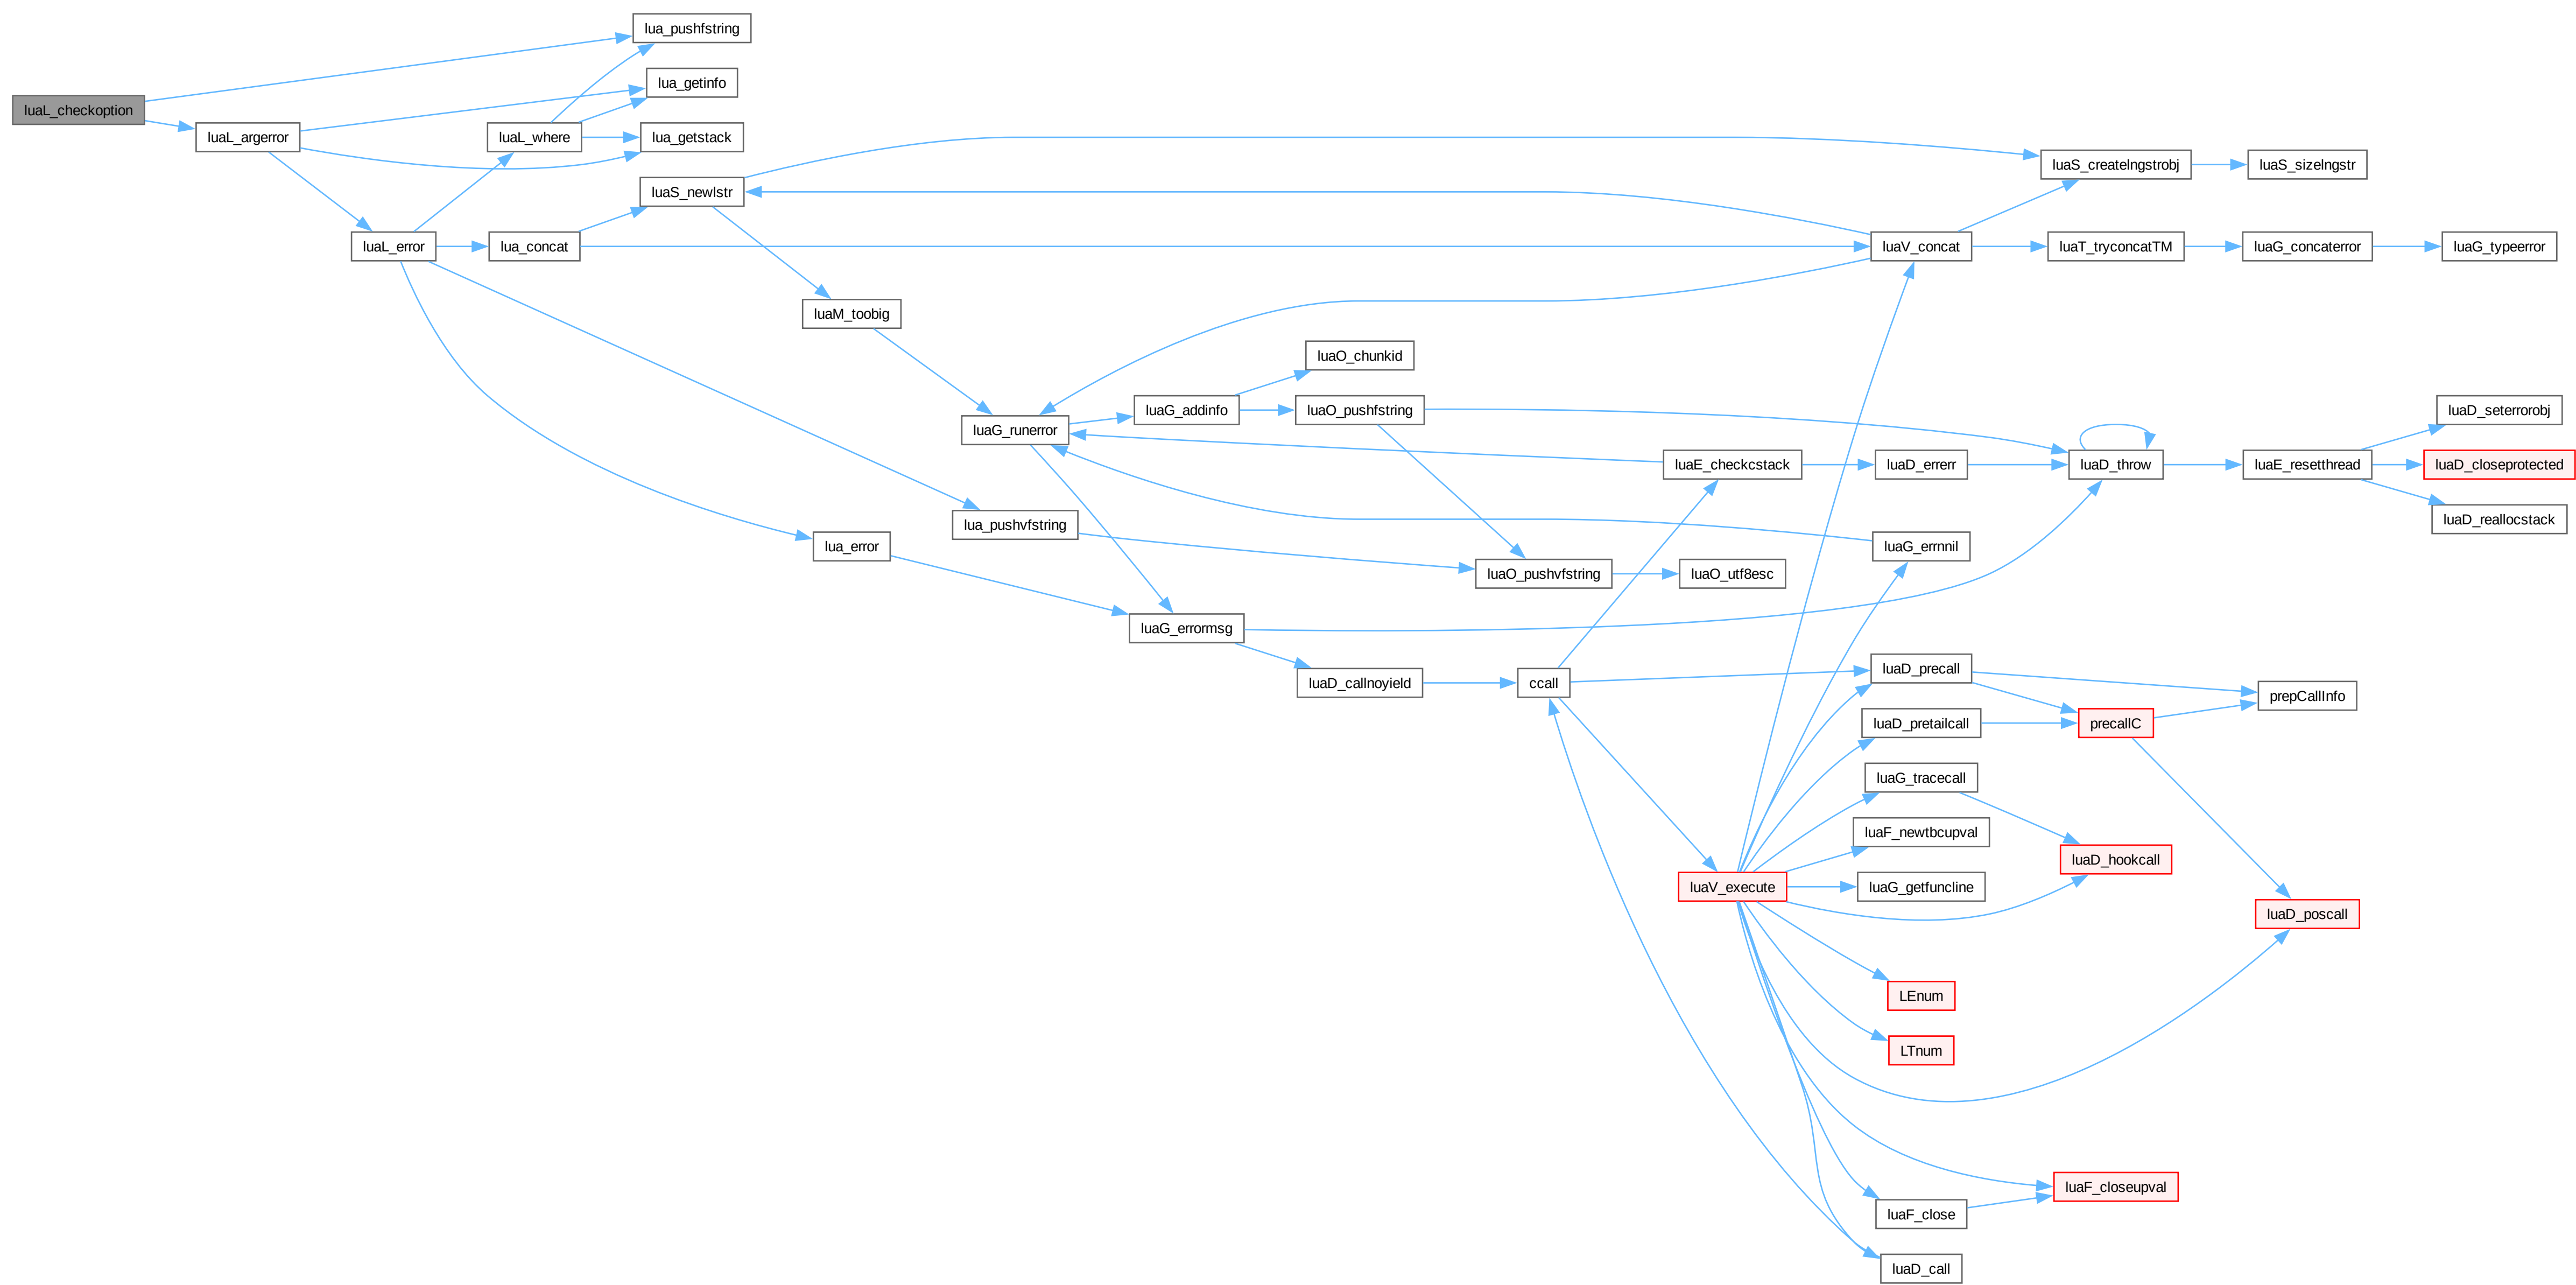 lua_pushfstring
lua_getinfo
luaL_checkoption
luaL_argerror
luaL_where
lua_getstack
luaS_createlngstrobj
luaS_sizelngstr
luaS_newlstr
luaL_error
lua_concat
luaV_concat
luaT_tryconcatTM
luaG_concaterror
luaG_typeerror
luaM_toobig
luaO_chunkid
luaG_addinfo
luaO_pushfstring
luaD_seterrorobj
luaG_runerror
luaE_checkcstack
luaD_errerr
luaD_throw
luaE_resetthread
luaD_closeprotected
lua_pushvfstring
luaD_reallocstack
lua_error
luaG_errnnil
luaO_pushvfstring
luaO_utf8esc
luaG_errormsg
luaD_callnoyield
ccall
luaD_precall
prepCallInfo
luaD_pretailcall
precallC
luaG_tracecall
luaF_newtbcupval
luaD_hookcall
luaV_execute
luaG_getfuncline
luaD_poscall
LEnum
LTnum
luaF_closeupval
luaF_close
luaD_call